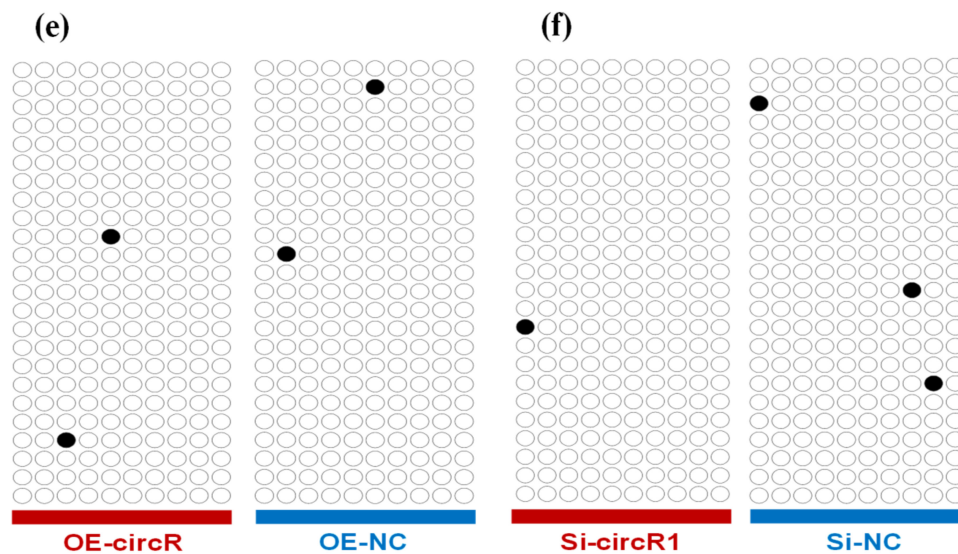 (e)
(f)
OE-circR
OE-NC
Si-circR1
Si-NC